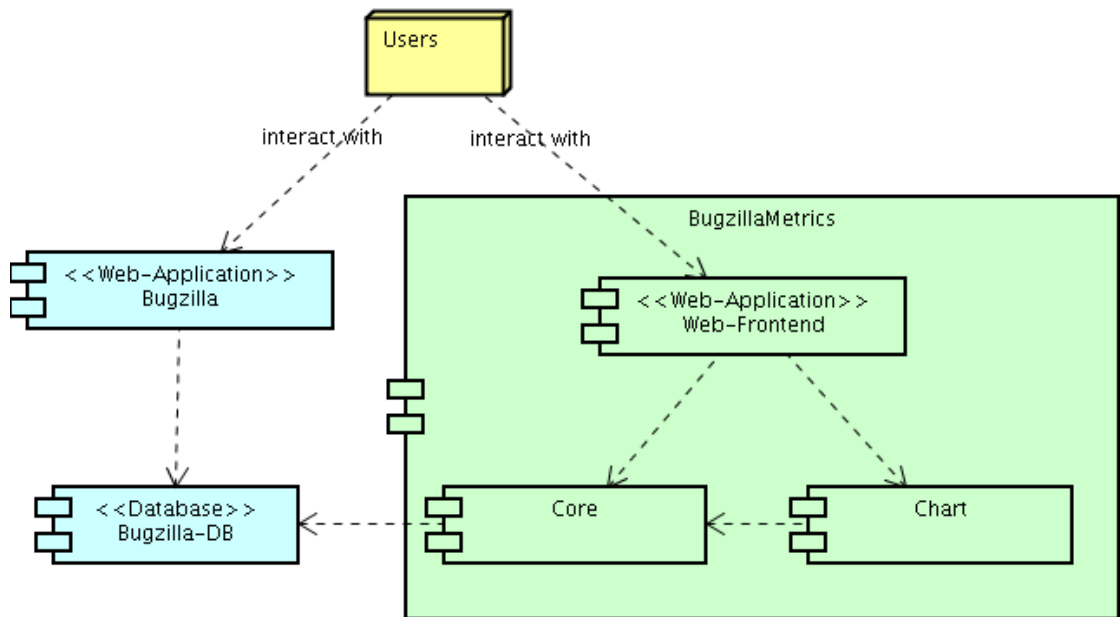 Users
interact with
interact with
BugzillaMetrics
<<Web-Application>>
Bugzilla
<<Web-Application>>
Web-Frontend
<<Database>>
Bugzilla-DB
Core
Chart